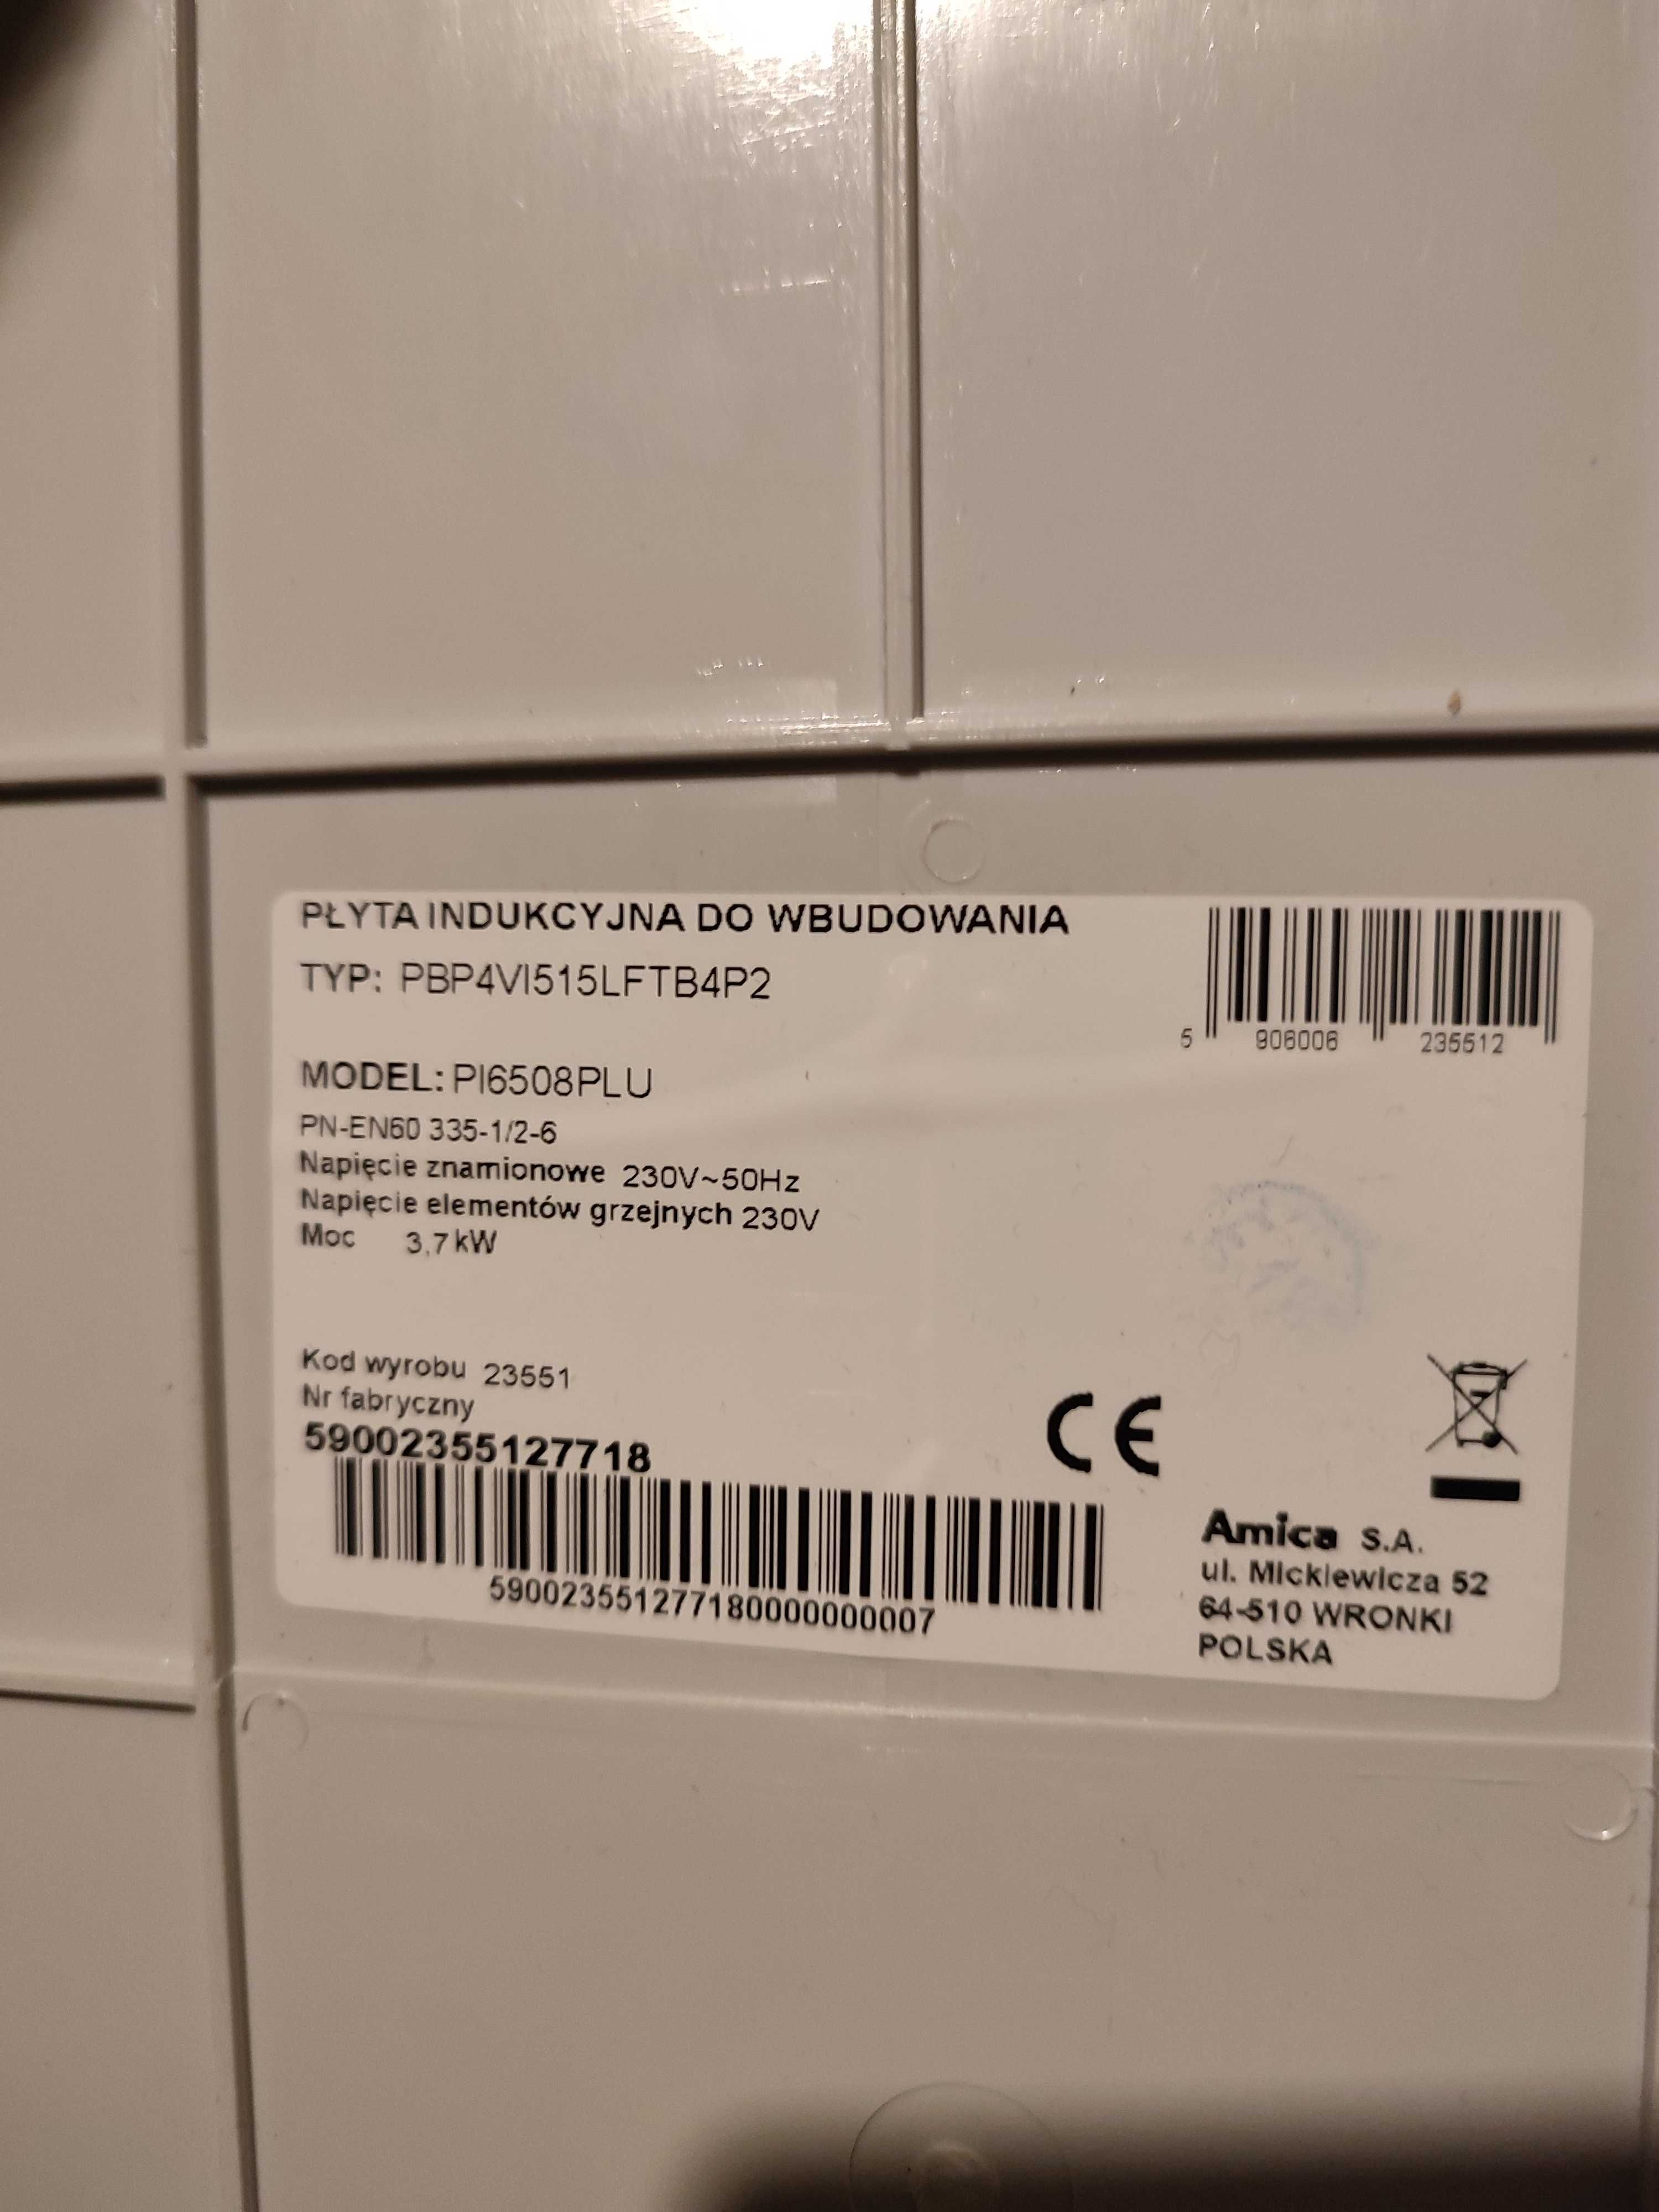 PŁYTA INDUKCYJNA DO WBUDOWANIA
TYP: PBP4VI515LFTB4P2
5 906006 235512
MODEL: PI6508PLU
PN-EN60 335-1/2-6
Napięcie znamionowe 230V~50Hz
Napięcie elementów grzejnych 230V
Moc 3,7 kW
Kod wyrobu 23551
Nr fabryczny
59002355127718
590023551277180000000007
CE
Amica S.A.
ul. Mickiewicza 52
64-510 WRONKI
POLSKA